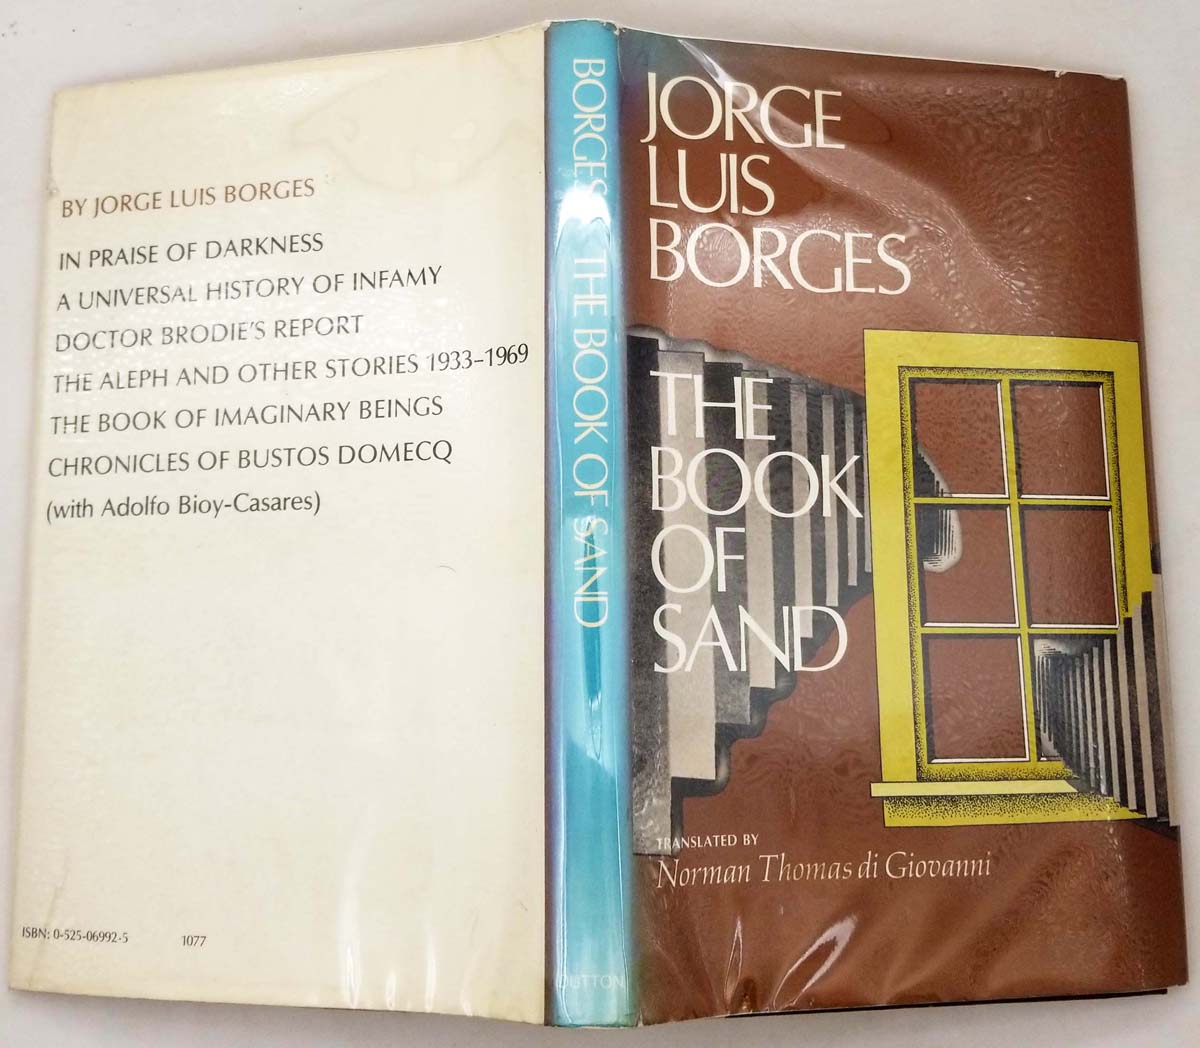 BY JORGE LUIS BORGES
IN PRAISE OF DARKNESS
A UNIVERSAL HISTORY OF INFAMY
DOCTOR BRODIE'S REPORT
THE ALEPH AND OTHER STORIES 1933–1969
THE BOOK OF IMAGINARY BEINGS
CHRONICLES OF BUSTOS DOMECQ
(with Adolfo Bioy-Casares)
ISBN: 0-525-06992-5 1077
BORGES THE BOOK OF SAND
DUTTON
JORGE
LUIS
BORGES
THE
BOOK
OF
SAND
TRANSLATED BY
Norman Thomas di Giovanni